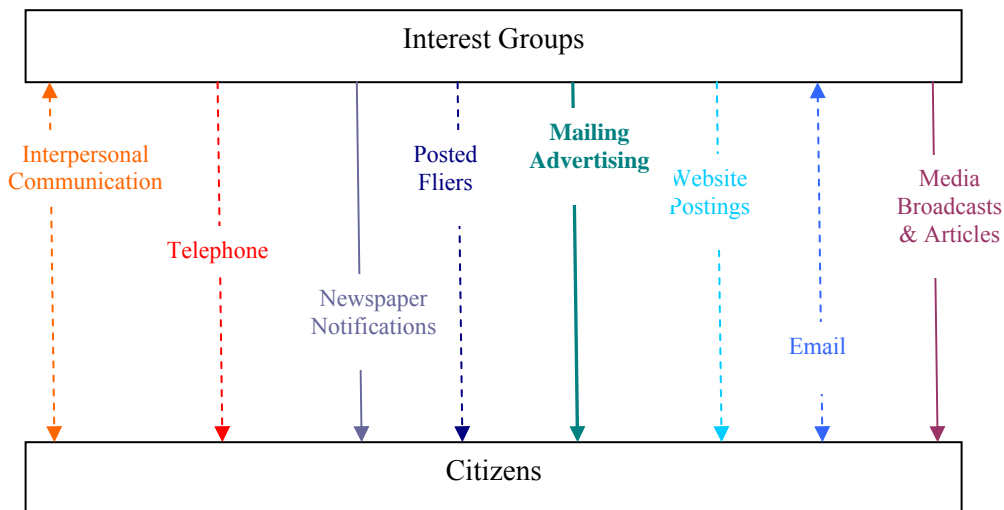 Interest Groups
Interpersonal
Communication
Telephone
Newspaper
Notifications
Posted
Fliers
Mailing
Advertising
Website
Postings
Email
Media
Broadcasts
& Articles
Citizens